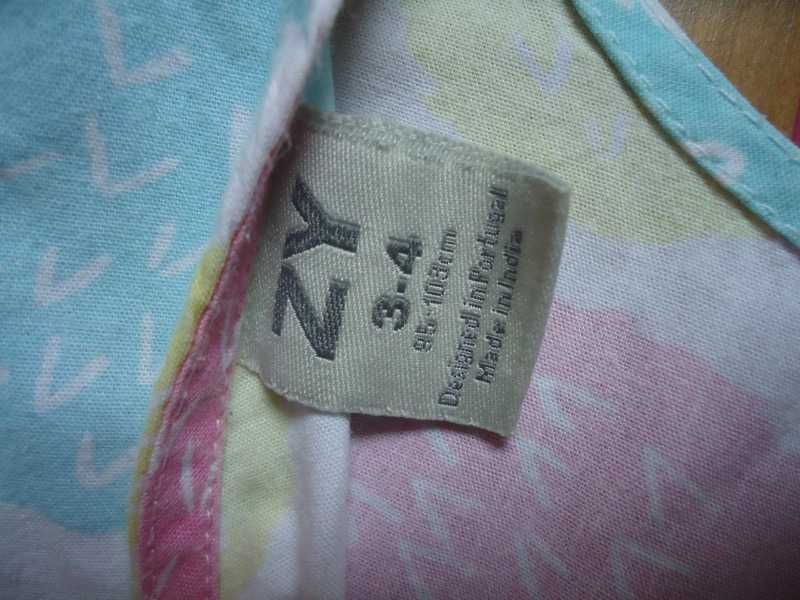 ZY
3-4
95-103cm
Designed in Portugal
Made in India